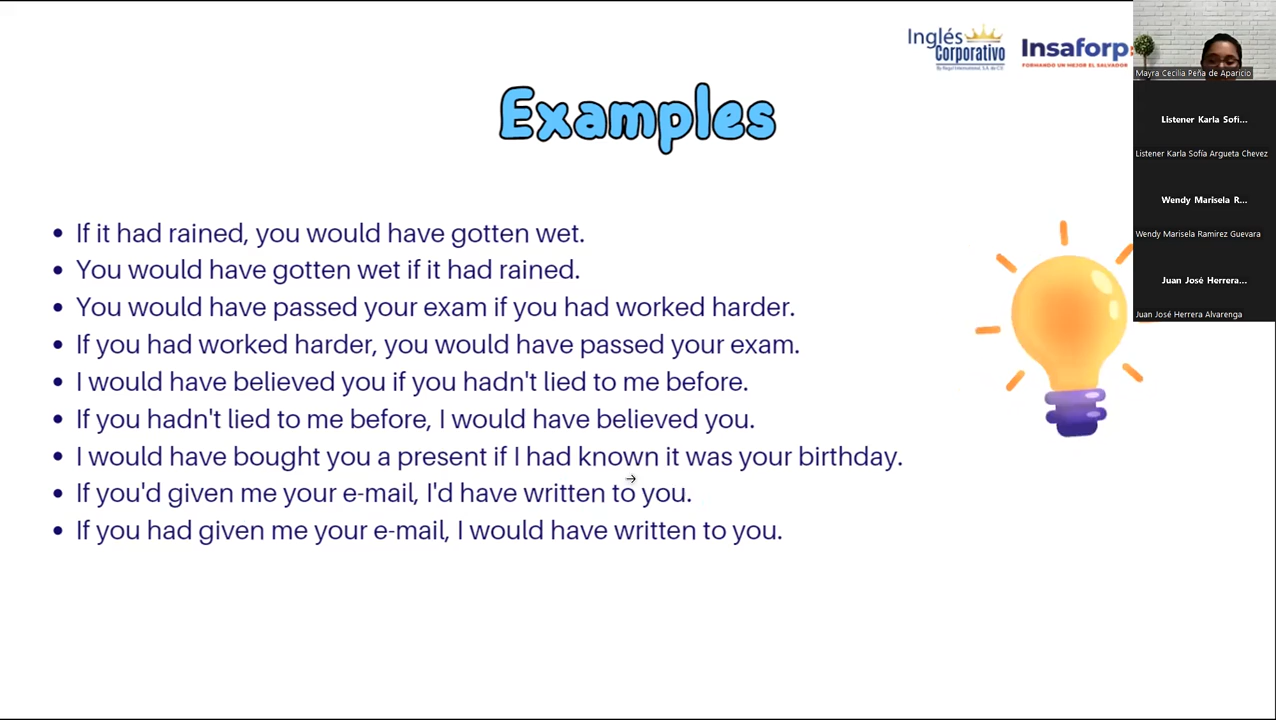 Inglés
Corporativo
Insaforp
FORMANDO UN MEJOR EL SALVADOR
Examples
• If it had rained, you would have gotten wet.
• You would have gotten wet if it had rained.
• You would have passed your exam if you had worked harder.
• If you had worked harder, you would have passed your exam.
• I would have believed you if you hadn't lied to me before.
• If you hadn't lied to me before, I would have believed you.
• I would have bought you a present if I had known it was your birthday.
• If you'd given me your e-mail, I'd have written to you.
• If you had given me your e-mail, I would have written to you.
Mayra Cecilia Peña de Aparicio
Listener Karla Sofi...
Listener Karla Sofía Argueta Chevez
Wendy Marisela R...
Wendy Marisela Ramirez Guevara
Juan José Herrera...
Juan José Herrera Alvarenga